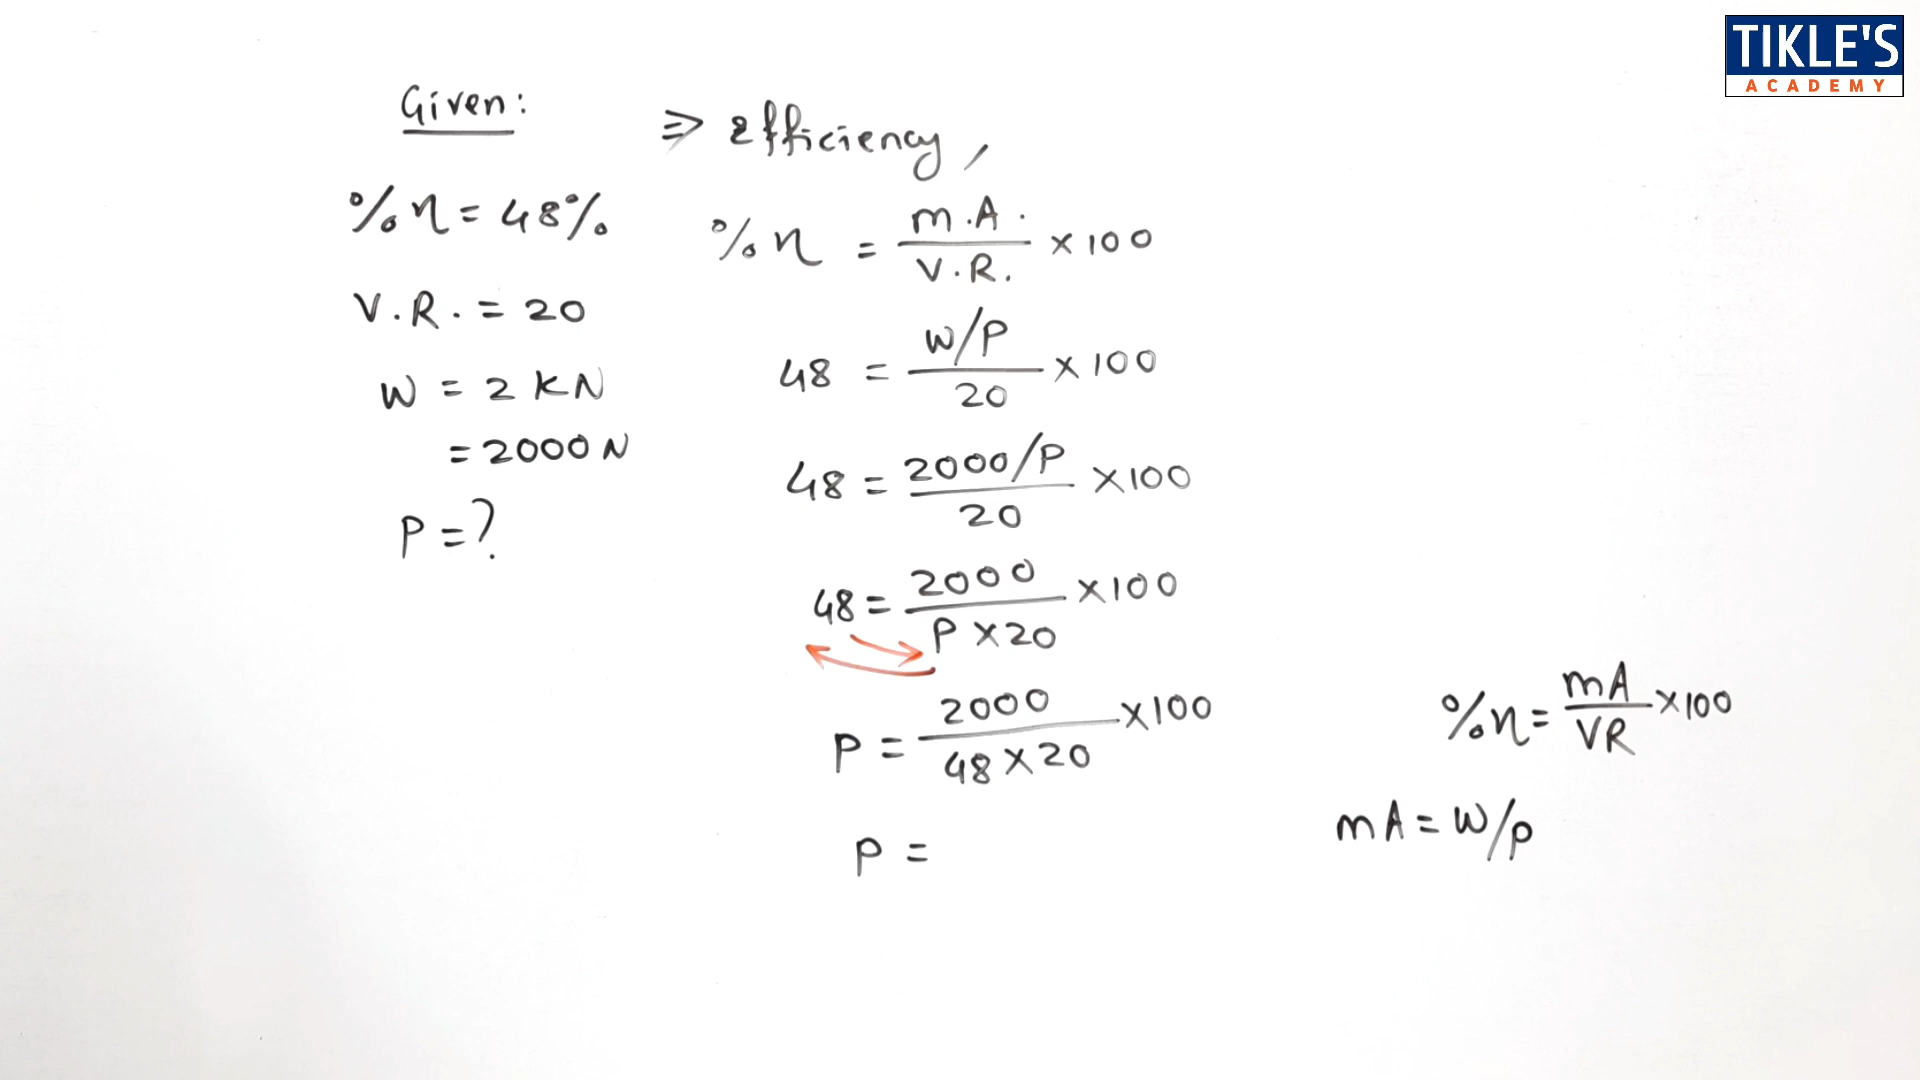 TIKLE'S
ACADEMY
Given:
%η = 48%
V.R. = 20
W = 2 KN
= 2000 N
P = ?
⇒ Efficiency,
%η = M.A. / V.R. × 100
48 = W/P / 20 × 100
48 = 2000/P / 20 × 100
48 = 2000 / P × 20 × 100
P = 2000 / 48 × 20 × 100
P =
%η = MA / VR × 100
MA = W/P